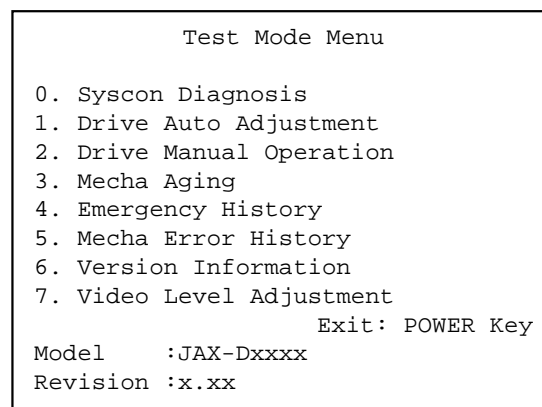 Test Mode Menu
0. Syscon Diagnosis
1. Drive Auto Adjustment
2. Drive Manual Operation
3. Mecha Aging
4. Emergency History
5. Mecha Error History
6. Version Information
7. Video Level Adjustment
Exit: POWER Key
Model :JAX-Dxxxx
Revision :x.xx